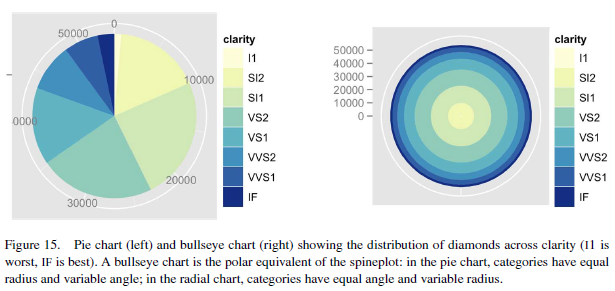 0
50000
10000
0000
20000
30000
clarity
I1
SI2
SI1
VS2
VS1
VVS2
VVS1
IF
50000
40000
30000
20000
10000
0
clarity
I1
SI2
SI1
VS2
VS1
VVS2
VVS1
IF
Figure 15. Pie chart (left) and bullseye chart (right) showing the distribution of diamonds across clarity (I1 is
worst, IF is best). A bullseye chart is the polar equivalent of the spineplot: in the pie chart, categories have equal
radius and variable angle; in the radial chart, categories have equal angle and variable radius.